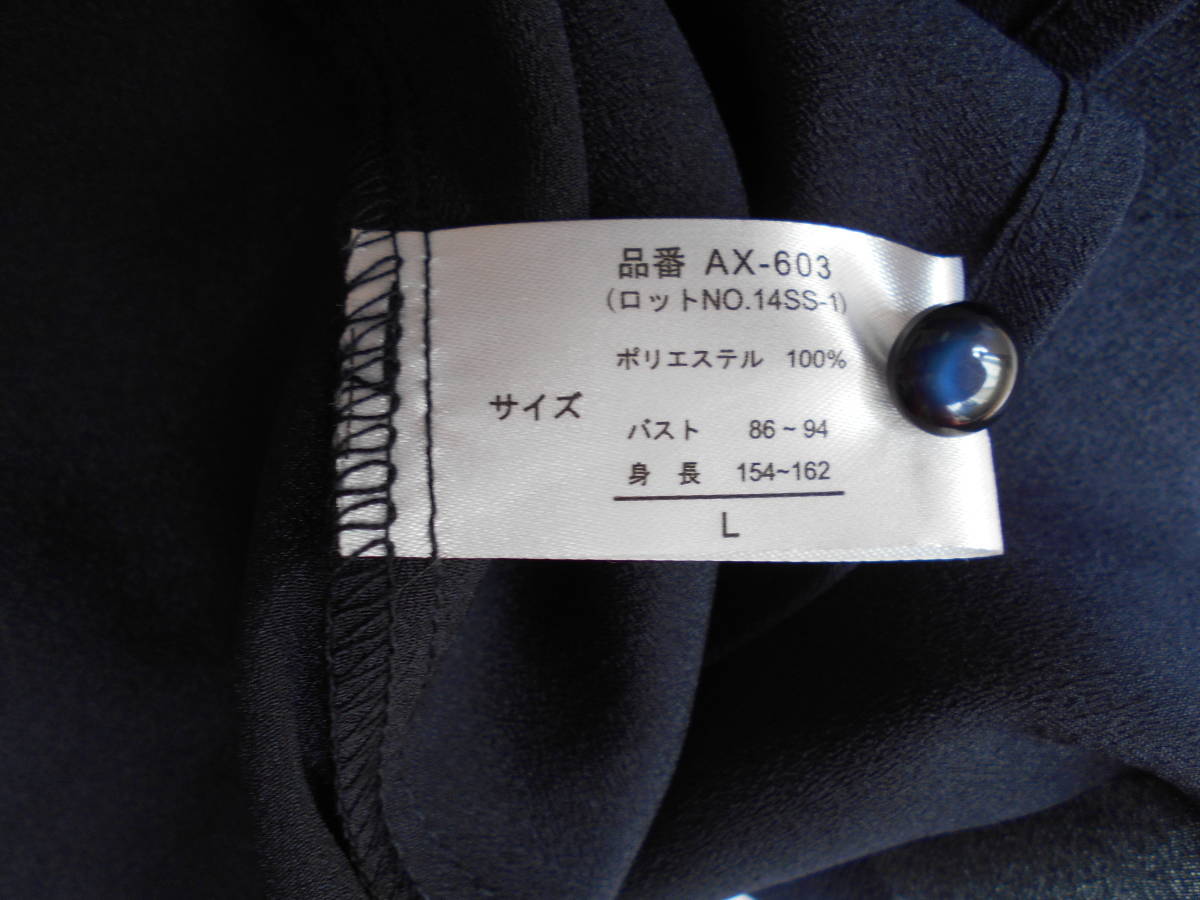 品番 AX-603
(ロットNO.14SS-1)
ポリエステル 100%
サイズ
バスト 86~94
身 長 154~162
L